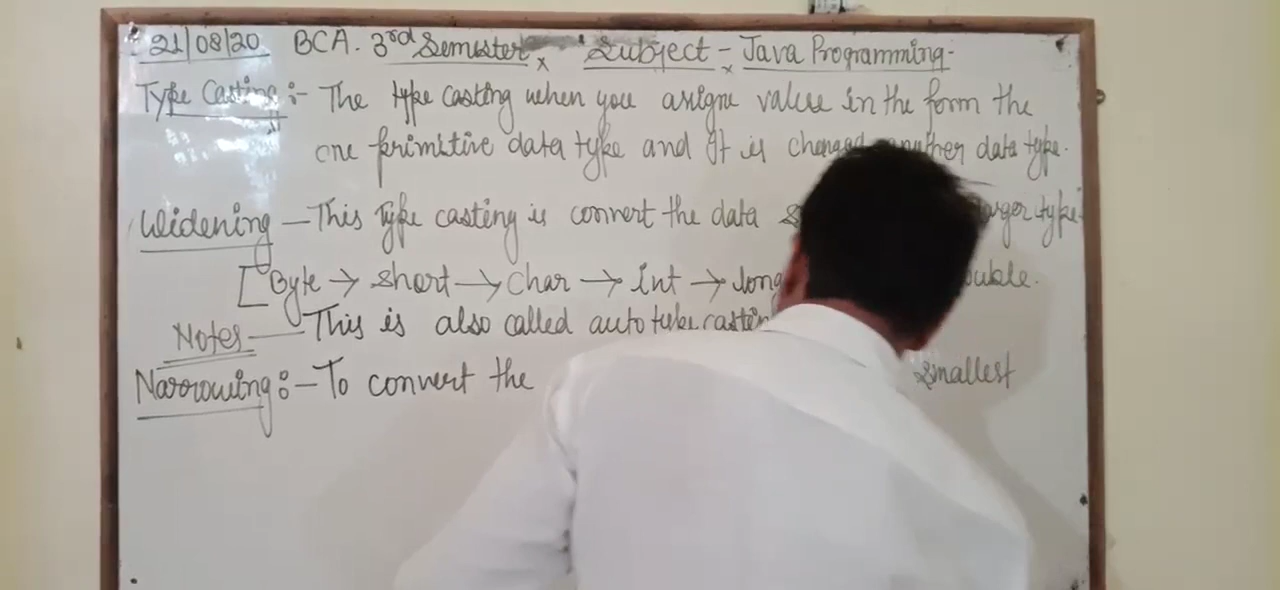 21/08/20 BCA. 3rd Semester x Subject - x Java Programming -
Type Casting :- The type casting when you assigne value in the form the
one primitive data type and It is changed another data type.
Widening - This Type casting is convert the data larger type.
[Byte → short → char → int → long
Notes - This is also called auto type casting
Narrowing :- To convert the smallest